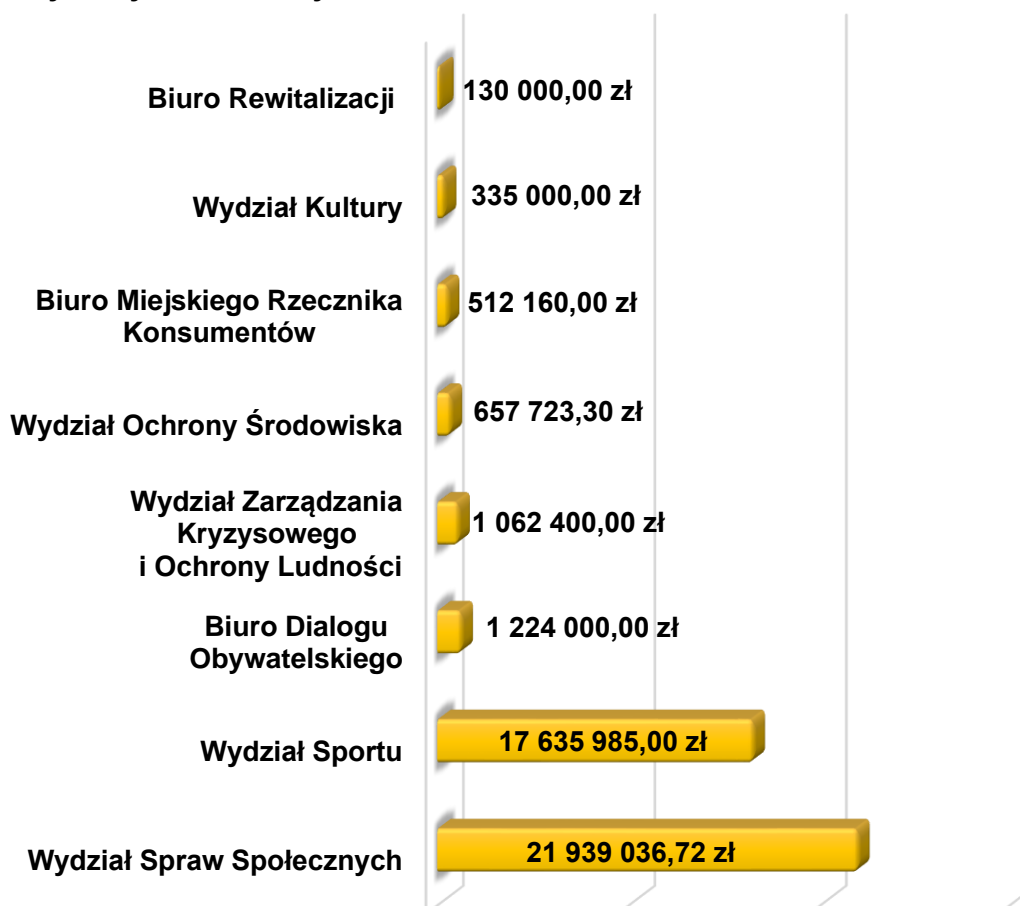 Biuro Rewitalizacji
130 000,00 zł
Wydział Kultury
335 000,00 zł
Biuro Miejskiego Rzecznika
Konsumentów
512 160,00 zł
Wydział Ochrony Środowiska
657 723,30 zł
Wydział Zarządzania
Kryzysowego
i Ochrony Ludności
1 062 400,00 zł
Biuro Dialogu
Obywatelskiego
1 224 000,00 zł
Wydział Sportu
17 635 985,00 zł
Wydział Spraw Społecznych
21 939 036,72 zł